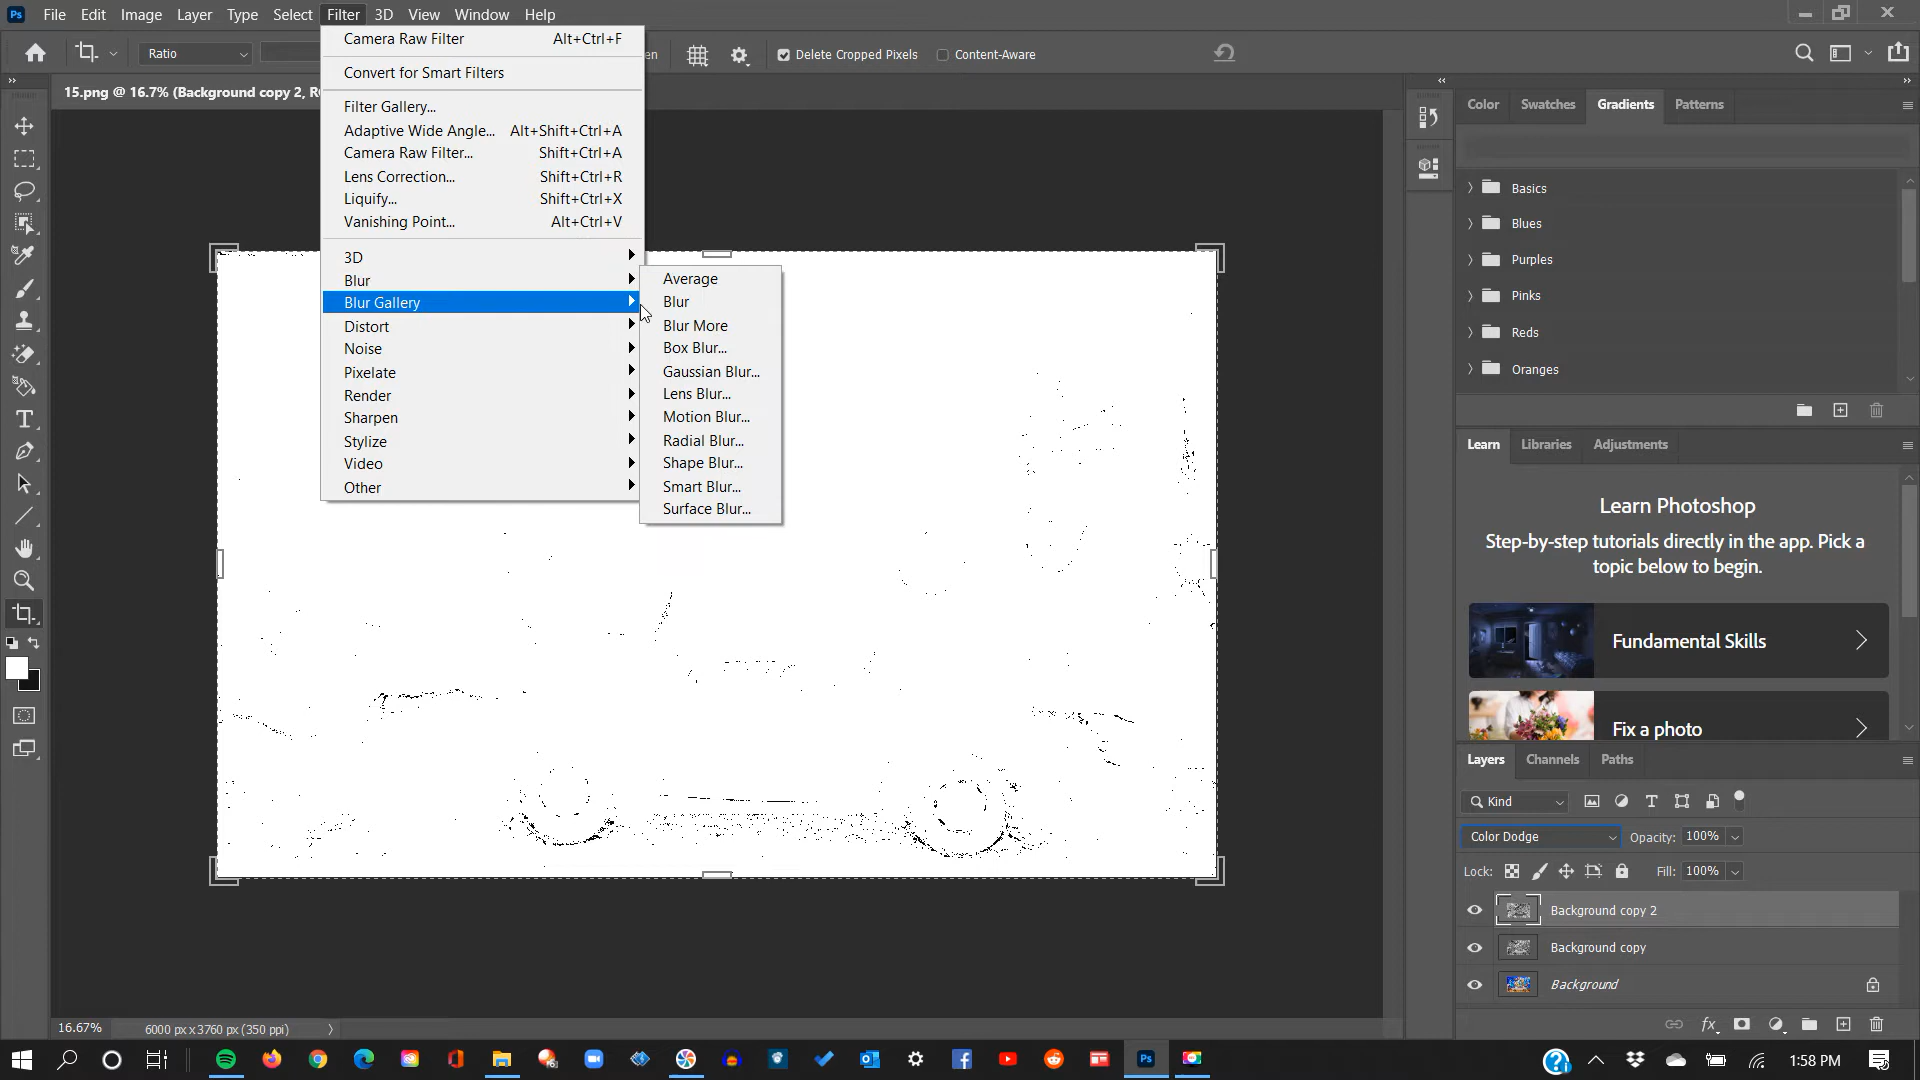 Ps File Edit Image Layer Type Select Filter 3D View Window Help
Ratio
en Delete Cropped Pixels Content-Aware
15.png @ 16.7% (Background copy 2, R
Camera Raw Filter Alt+Ctrl+F
Convert for Smart Filters
Filter Gallery...
Adaptive Wide Angle... Alt+Shift+Ctrl+A
Camera Raw Filter... Shift+Ctrl+A
Lens Correction... Shift+Ctrl+R
Liquify... Shift+Ctrl+X
Vanishing Point... Alt+Ctrl+V
3D
Blur
Blur Gallery
Distort
Noise
Pixelate
Render
Sharpen
Stylize
Video
Other
Average
Blur
Blur More
Box Blur...
Gaussian Blur...
Lens Blur...
Motion Blur...
Radial Blur...
Shape Blur...
Smart Blur...
Surface Blur...
Color Swatches Gradients Patterns
Basics
Blues
Purples
Pinks
Reds
Oranges
Learn Libraries Adjustments
Learn Photoshop
Step-by-step tutorials directly in the app. Pick a
topic below to begin.
Fundamental Skills
Fix a photo
Layers Channels Paths
Kind
Color Dodge Opacity: 100%
Lock: Fill: 100%
Background copy 2
Background copy
Background
fx
16.67% 6000 px x 3760 px (350 ppi)
Ps
1:58 PM